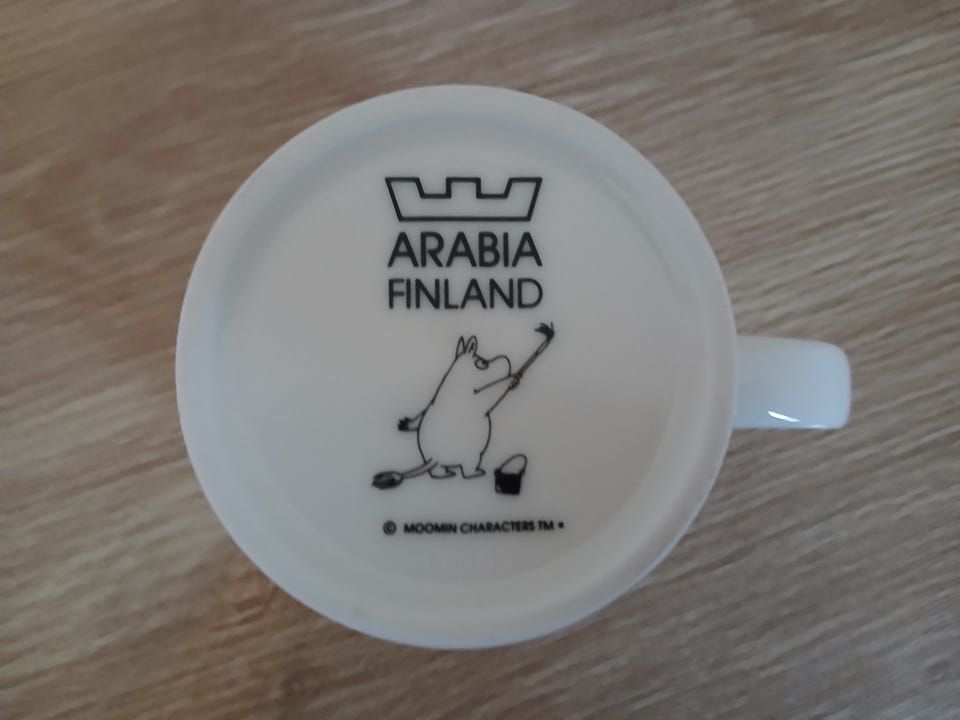 ARABIA
FINLAND
© MOOMIN CHARACTERS TM •